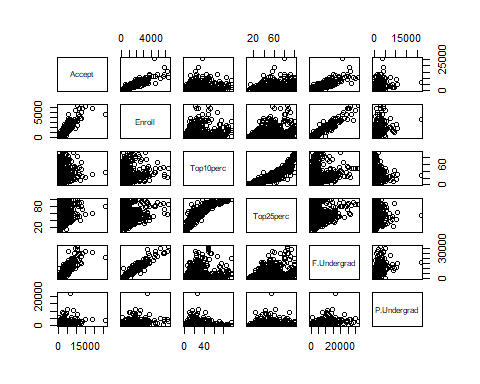 0 4000
20 60
0 15000
Accept
0 25000
0 5000
Enroll
Top10perc
0 60
20 80
Top25perc
F.Undergrad
0 30000
0 20000
P.Undergrad
0 15000
0 40
0 20000